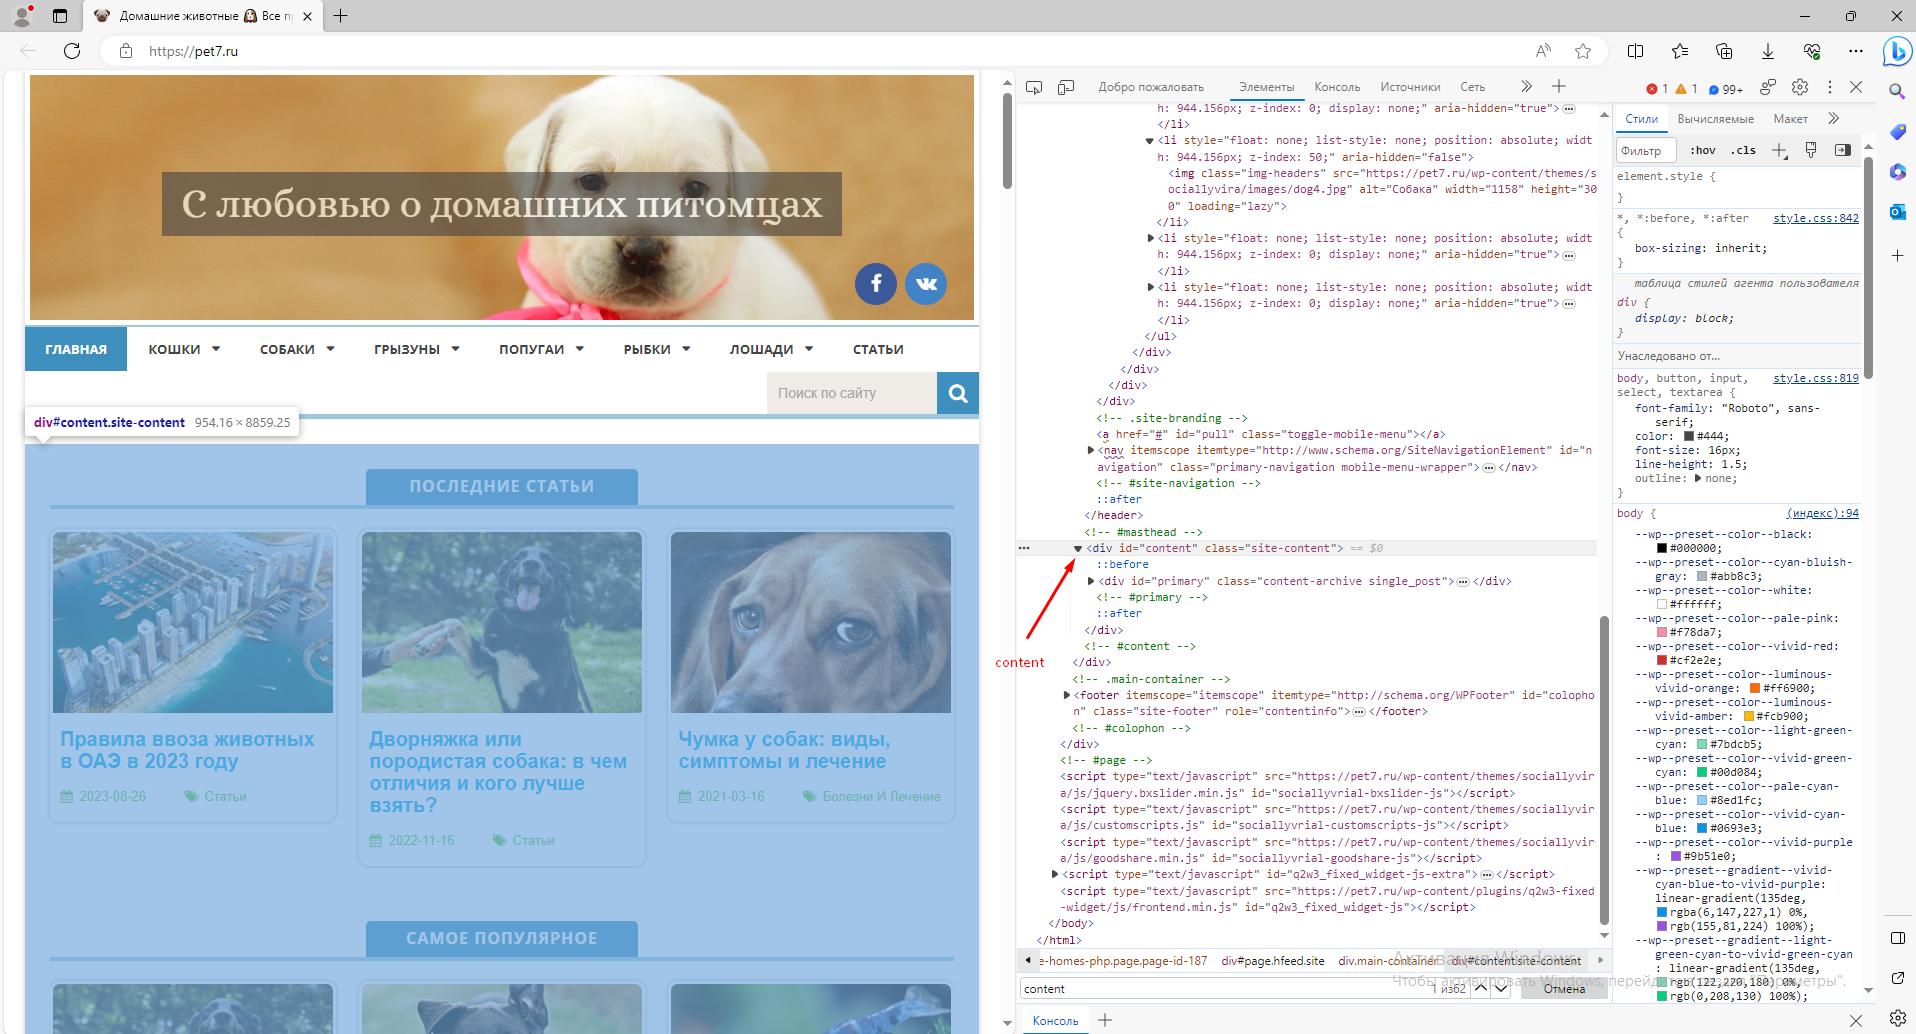 Домашние животные Все п
https://pet7.ru
С любовью о домашних питомцах
ГЛАВНАЯ
КОШКИ
СОБАКИ
ГРЫЗУНЫ
ПОПУГАИ
РЫБКИ
ЛОШАДИ
СТАТЬИ
Поиск по сайту
div#content.site-content 954.16 × 8859.25
ПОСЛЕДНИЕ СТАТЬИ
Правила ввоза животных
в ОАЭ в 2023 году
2023-08-26 Статьи
Дворняжка или
породистая собака: в чем
отличия и кого лучше
взять?
2022-11-16 Статьи
Чумка у собак: виды,
симптомы и лечение
2021-03-16 Болезни И Лечение
САМОЕ ПОПУЛЯРНОЕ
Добро пожаловать Элементы Консоль Источники Сеть
1 1 99+
h: 944.156px; z-index: 0; display: none;" aria-hidden="true">
</li>
<li style="float: none; list-style: none; position: absolute; widt
h: 944.156px; z-index: 50;" aria-hidden="false">
<img class="img-headers" src="https://pet7.ru/wp-content/themes/s
ociallyvira/images/dog4.jpg" alt="Собака" width="1158" height="30
0" loading="lazy">
</li>
<li style="float: none; list-style: none; position: absolute; widt
h: 944.156px; z-index: 0; display: none;" aria-hidden="true">
</li>
<li style="float: none; list-style: none; position: absolute; widt
h: 944.156px; z-index: 0; display: none;" aria-hidden="true">
</li>
</ul>
</div>
</div>
</div>
</div>
<!-- .site-branding -->
<a href="#" id="pull" class="toggle-mobile-menu"></a>
<nav itemscope itemtype="http://www.schema.org/SiteNavigationElement" id="n
avigation" class="primary-navigation mobile-menu-wrapper"> </nav>
<!-- #site-navigation -->
::after
</header>
<!-- #masthead -->
<div id="content" class="site-content"> == $0
::before
<div id="primary" class="content-archive single_post"> </div>
<!-- #primary -->
::after
</div>
<!-- #content -->
content
</div>
<!-- .main-container -->
<footer itemscope="itemscope" itemtype="http://schema.org/WPFooter" id="coloph
n" class="site-footer" role="contentinfo"> </footer>
<!-- #colophon -->
</div>
<!-- #page -->
<script type="text/javascript" src="https://pet7.ru/wp-content/themes/sociallyvir
a/js/jquery.bxslider.min.js" id="sociallyvrial-bxslider-js"></script>
<script type="text/javascript" src="https://pet7.ru/wp-content/themes/sociallyvir
a/js/customscripts.js" id="sociallyvrial-customscripts-js"></script>
<script type="text/javascript" src="https://pet7.ru/wp-content/themes/sociallyvir
a/js/goodshare.min.js" id="sociallyvrial-goodshare-js"></script>
<script type="text/javascript" id="q2w3_fixed_widget-js-extra"> </script>
<script type="text/javascript" src="https://pet7.ru/wp-content/plugins/q2w3-fixed
-widget/js/frontend.min.js" id="q2w3_fixed_widget-js"></script>
</body>
</html>
e-homes-php.page.page-id-187 div#page.hfeed.site div.main-container div#content.site-content
content 1 из62 Отмена
Консоль
Стили Вычисляемые Макет
Фильтр :hov .cls
element.style {
}
*, *:before, *:after style.css:842
{
box-sizing: inherit;
}
таблица стилей агента пользователя
div {
display: block;
}
Унаследовано от...
body, button, input, style.css:819
select, textarea {
font-family: "Roboto", sans-
serif;
color: #444;
font-size: 16px;
line-height: 1.5;
outline: none;
}
body { (индекс):94
--wp--preset--color--black:
#000000;
--wp--preset--color--cyan-bluish-
gray: #abb8c3;
--wp--preset--color--white:
#ffffff;
--wp--preset--color--pale-pink:
#f78da7;
--wp--preset--color--vivid-red:
#cf2e2e;
--wp--preset--color--luminous-
vivid-orange: #ff6900;
--wp--preset--color--luminous-
vivid-amber: #fcb900;
--wp--preset--color--light-green-
cyan: #7bdcb5;
--wp--preset--color--vivid-green-
cyan: #00d084;
--wp--preset--color--pale-cyan-
blue: #8ed1fc;
--wp--preset--color--vivid-cyan-
blue: #0693e3;
--wp--preset--color--vivid-purple
: #9b51e0;
--wp--preset--gradient--vivid-
cyan-blue-to-vivid-purple:
linear-gradient(135deg,
rgba(6,147,227,1) 0%,
rgb(155,81,224) 100%);
--wp--preset--gradient--light-
green-cyan-to-vivid-green-cyan
: linear-gradient(135deg,
rgb(122,220,180) 0%,
rgb(0,208,130) 100%);
Активация Windows
Чтобы активировать Windows, перейдите в раздел "Параметры".